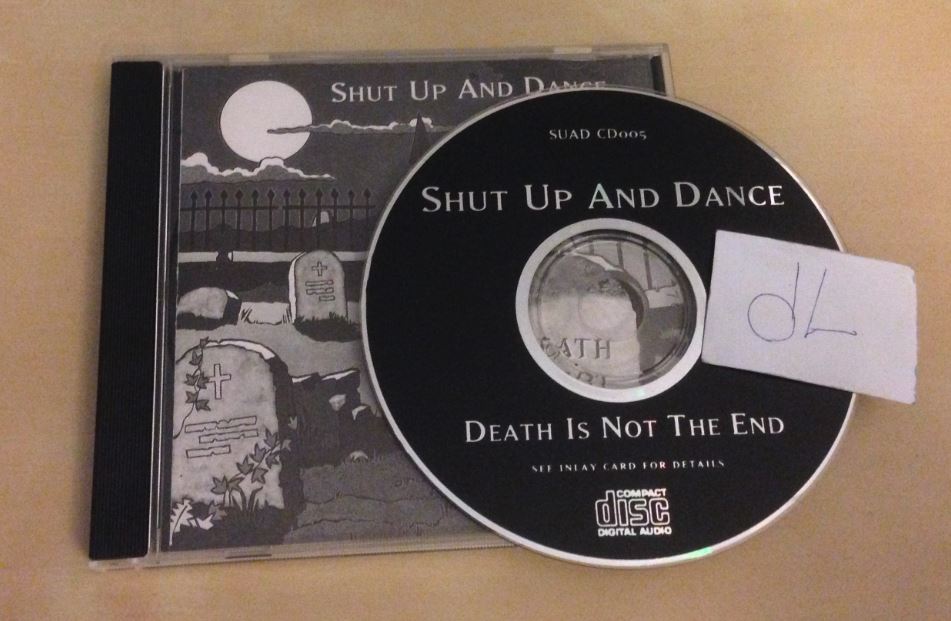 SHUT UP AND DANCE
SUAD CD005
SHUT UP AND DANCE
dL
EATH
DEATH IS NOT THE END
SEE INLAY CARD FOR DETAILS
COMPACT
disc
DIGITAL AUDIO